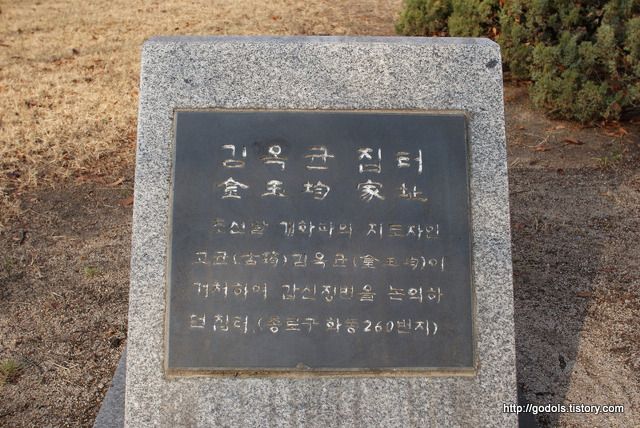 김옥균 집터
金玉均 家址
조선말 개화파의 지도자인
고균(古筠)김옥균(金玉均)이
거처하며 갑신정변을 논의하
던 집터. (종로구 화동260번지)
http://godols.tistory.com